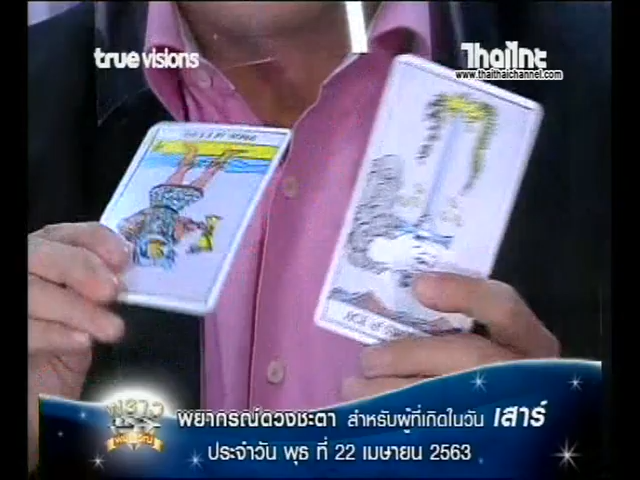 true visions
ThaiThai
www.thaithaichannel.com
ACE OF
พยากรณ์ดวงชะตา สำหรับผู้ที่เกิดในวัน เสาร์
ประจำวัน พุธ ที่ 22 เมษายน 2563